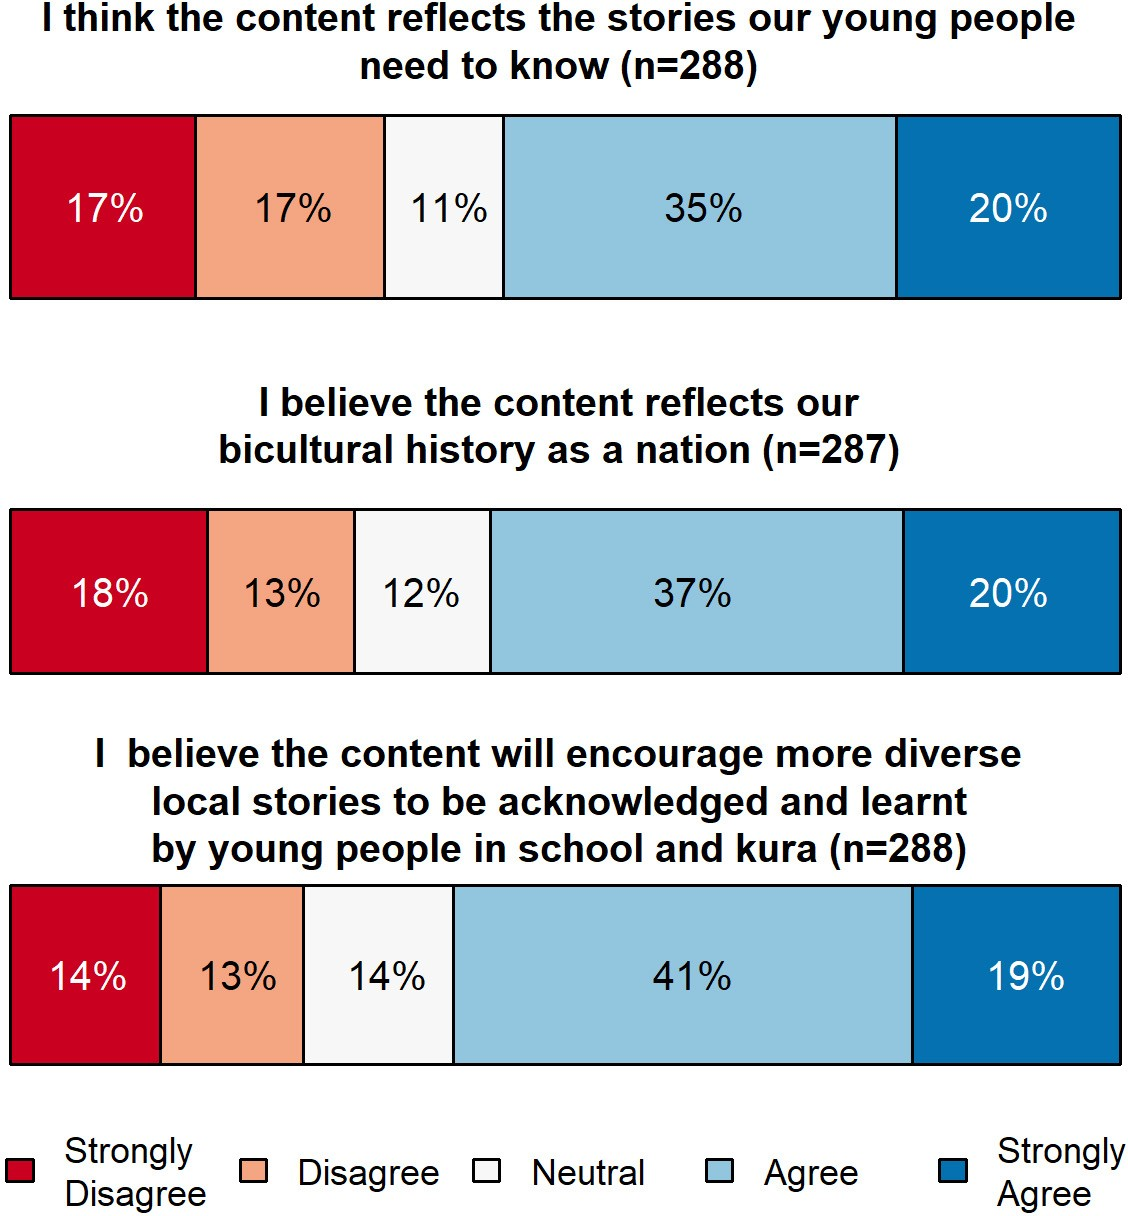 I think the content reflects the stories our young people
need to know (n=288)
17% 17% 11% 35% 20%
I believe the content reflects our
bicultural history as a nation (n=287)
18% 13% 12% 37% 20%
I  believe the content will encourage more diverse
local stories to be acknowledged and learnt
by young people in school and kura (n=288)
14% 13% 14% 41% 19%
Strongly
Disagree
Disagree
Neutral
Agree
Strongly
Agree